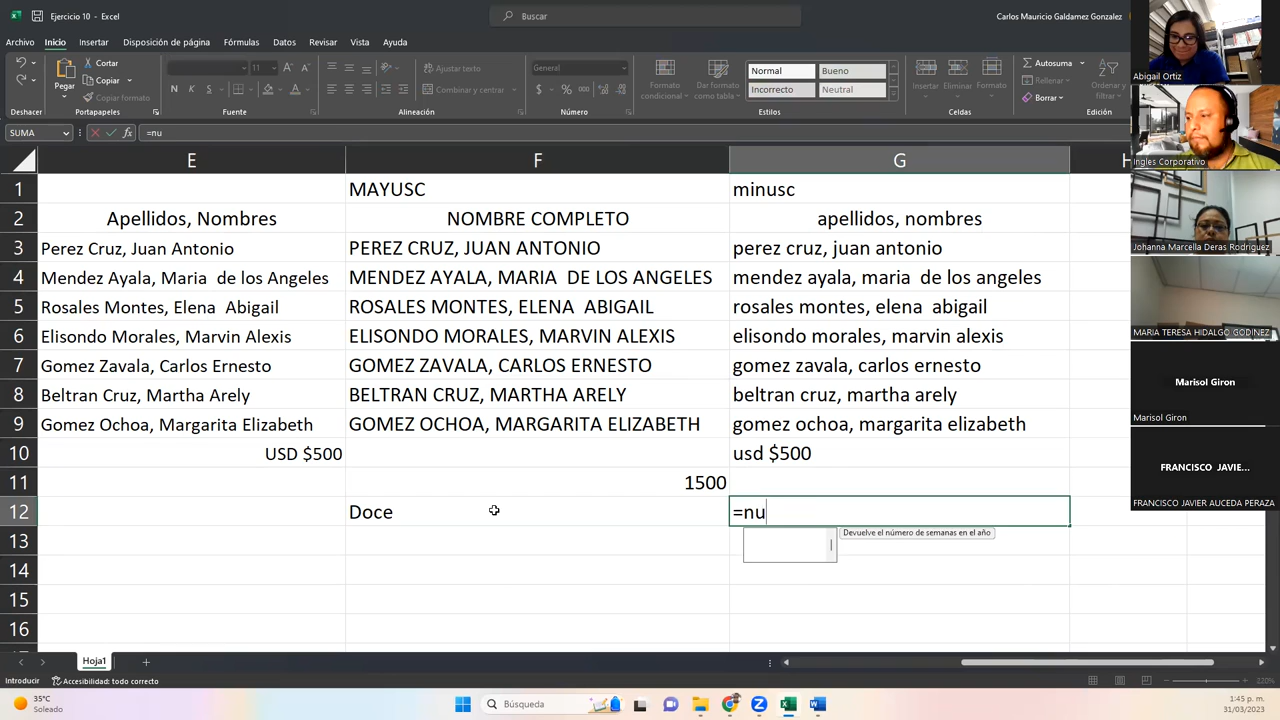 Ejercicio 10 - Excel
Buscar
Carlos Mauricio Galdamez Gonzalez
Archivo Inicio Insertar Disposición de página Fórmulas Datos Revisar Vista Ayuda
Cortar
Copiar
Copiar formato
Pegar
11
Ajustar texto
Combinar y centrar
General
Formato condicional
Dar formato como tabla
Normal Bueno
Incorrecto Neutral
Insertar Eliminar Formato
Autosuma
Rellenar
Borrar
Ordenar y filtrar
Deshacer Portapapeles Fuente Alineación Número Estilos Celdas Edición
SUMA =nu
E F G H
1 MAYUSC minusc
2 Apellidos, Nombres NOMBRE COMPLETO apellidos, nombres
3 Perez Cruz, Juan Antonio PEREZ CRUZ, JUAN ANTONIO perez cruz, juan antonio
4 Mendez Ayala, Maria  de los Angeles MENDEZ AYALA, MARIA  DE LOS ANGELES mendez ayala, maria  de los angeles
5 Rosales Montes, Elena  Abigail ROSALES MONTES, ELENA  ABIGAIL rosales montes, elena  abigail
6 Elisondo Morales, Marvin Alexis ELISONDO MORALES, MARVIN ALEXIS elisondo morales, marvin alexis
7 Gomez Zavala, Carlos Ernesto GOMEZ ZAVALA, CARLOS ERNESTO gomez zavala, carlos ernesto
8 Beltran Cruz, Martha Arely BELTRAN CRUZ, MARTHA ARELY beltran cruz, martha arely
9 Gomez Ochoa, Margarita Elizabeth GOMEZ OCHOA, MARGARITA ELIZABETH gomez ochoa, margarita elizabeth
10 USD $500 usd $500
11 1500
12 Doce =nu
13
Devuelve el número de semanas en el año
14
15
16
Hoja1
Introducir Accesibilidad: todo correcto
220%
35°C
Soleado
Búsqueda
1:45 p. m.
31/03/2023
Abigail Ortiz
Ingles Corporativo
Johanna Marcella Deras Rodriguez
MARIA TERESA HIDALGO GODINEZ
Marisol Giron
Marisol Giron
FRANCISCO JAVIE...
FRANCISCO JAVIER AUCEDA PERAZA